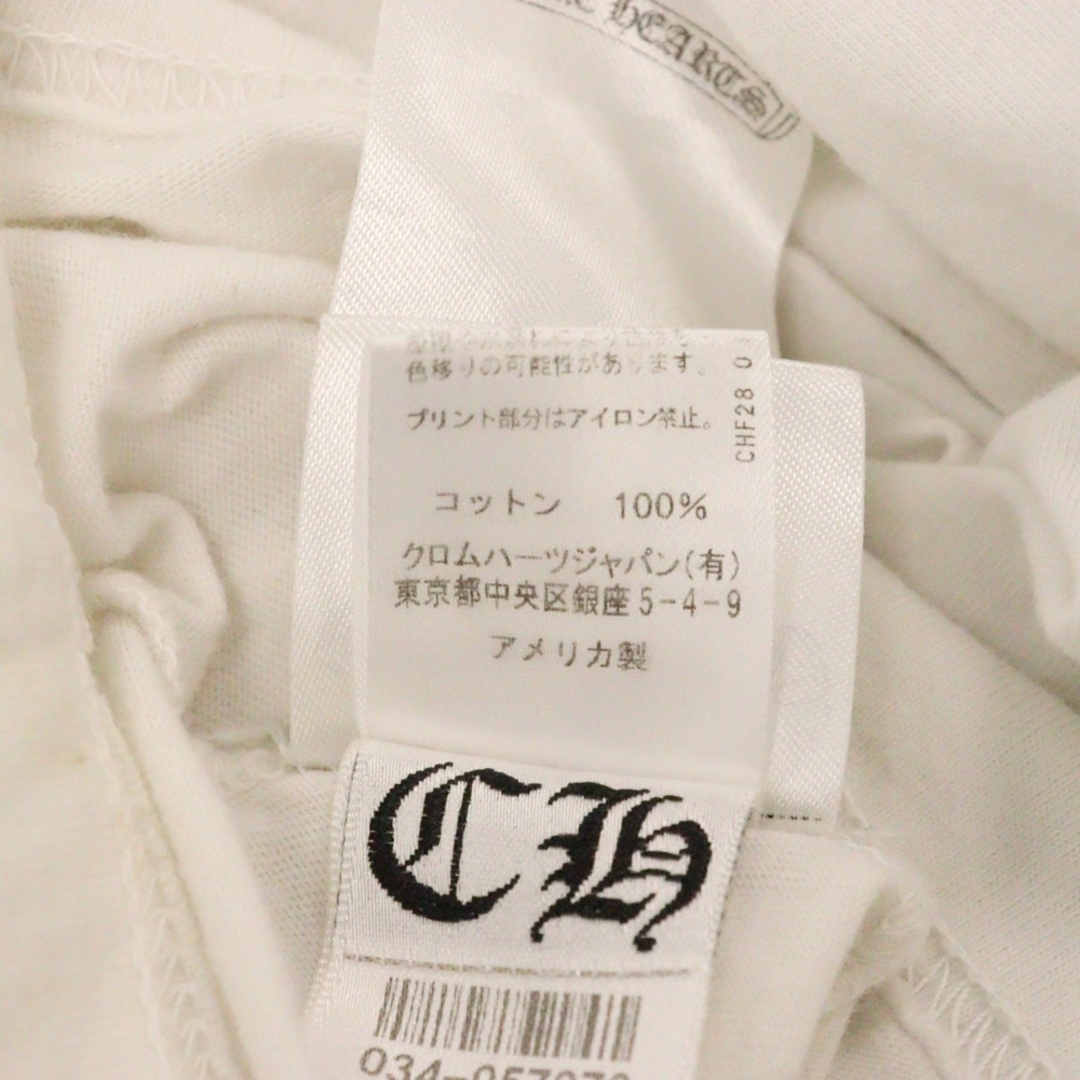 HEARTS
色移りの可能性があります。
プリント部分はアイロン禁止。
CHF28 0
コットン 100%
クロムハーツジャパン(有)
東京都中央区銀座5-4-9
アメリカ製
CH